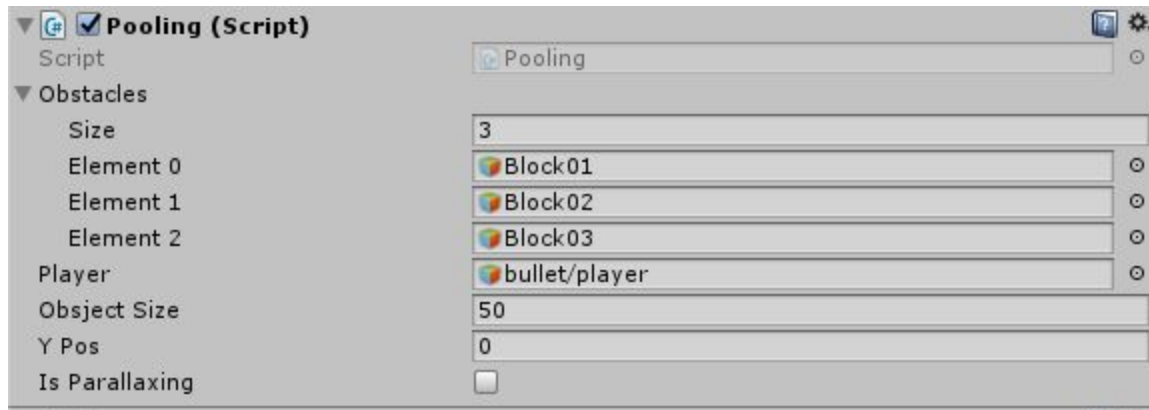 Pooling (Script)
Script Pooling
Obstacles
Size 3
Element 0 Block01
Element 1 Block02
Element 2 Block03
Player bullet/player
Obsject Size 50
Y Pos 0
Is Parallaxing